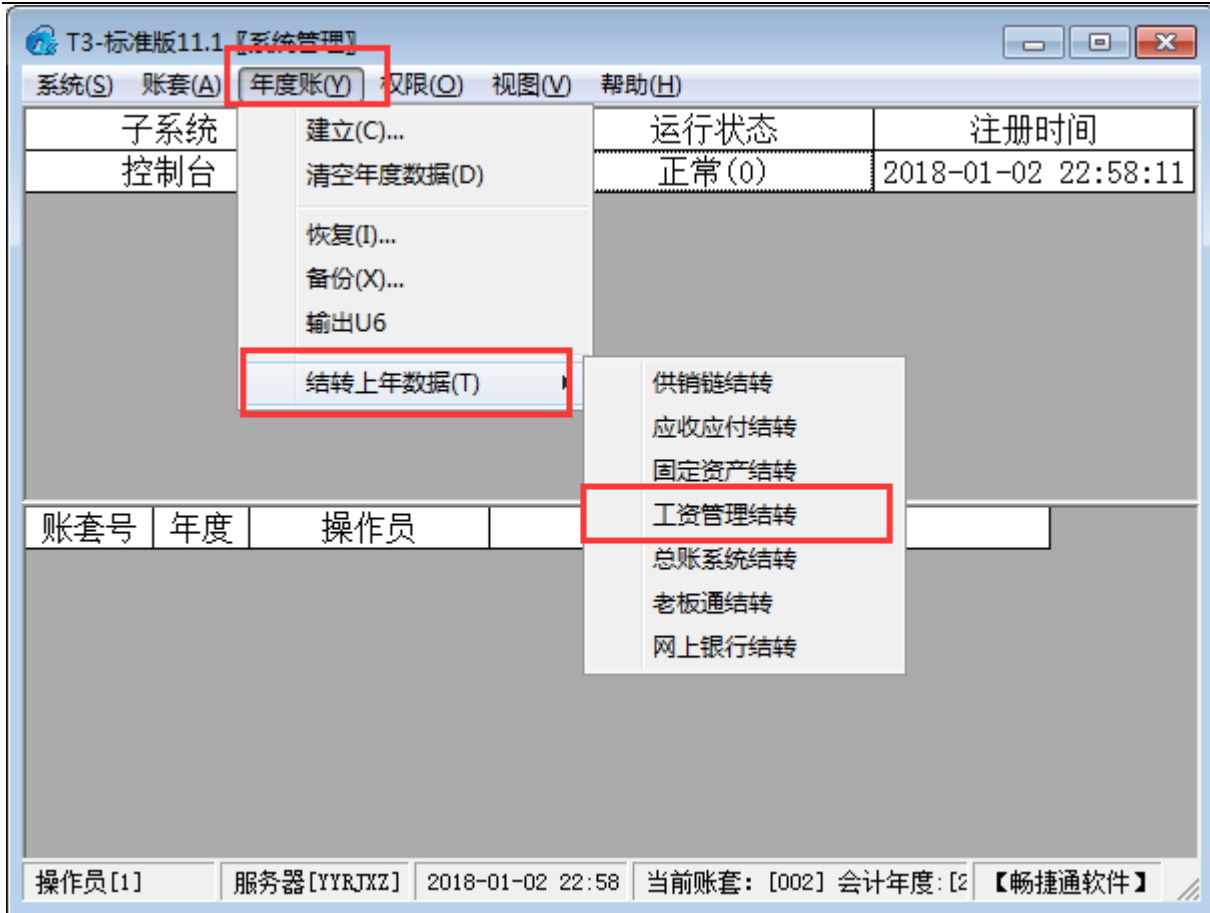 T3-标准版11.1〖系统管理〗
系统(S) 账套(A) 年度账(Y) 权限(O) 视图(V) 帮助(H)
子系统 运行状态 注册时间
控制台 正常(0) 2018-01-02 22:58:11
建立(C)...
清空年度数据(D)
恢复(I)...
备份(X)...
输出U6
结转上年数据(T)
供销链结转
应收应付结转
固定资产结转
工资管理结转
总账系统结转
老板通结转
网上银行结转
账套号 年度 操作员
操作员[1] 服务器[YYRJXZ] 2018-01-02 22:58 当前账套: [002] 会计年度:[2 【畅捷通软件】